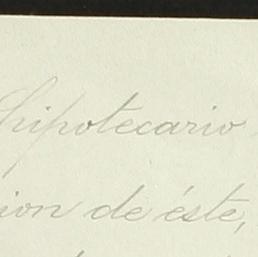 hipotecario
ion de éste,